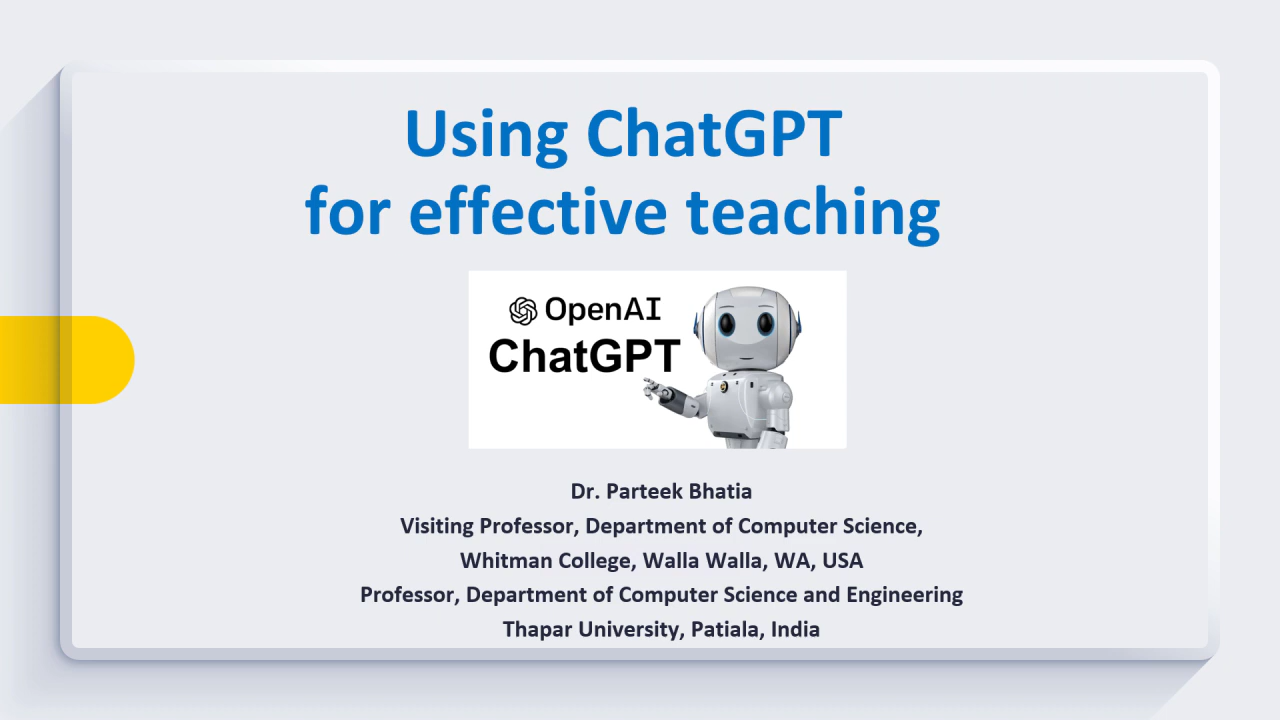 Using ChatGPT
for effective teaching
OpenAI
ChatGPT
Dr. Parteek Bhatia
Visiting Professor, Department of Computer Science,
Whitman College, Walla Walla, WA, USA
Professor, Department of Computer Science and Engineering
Thapar University, Patiala, India